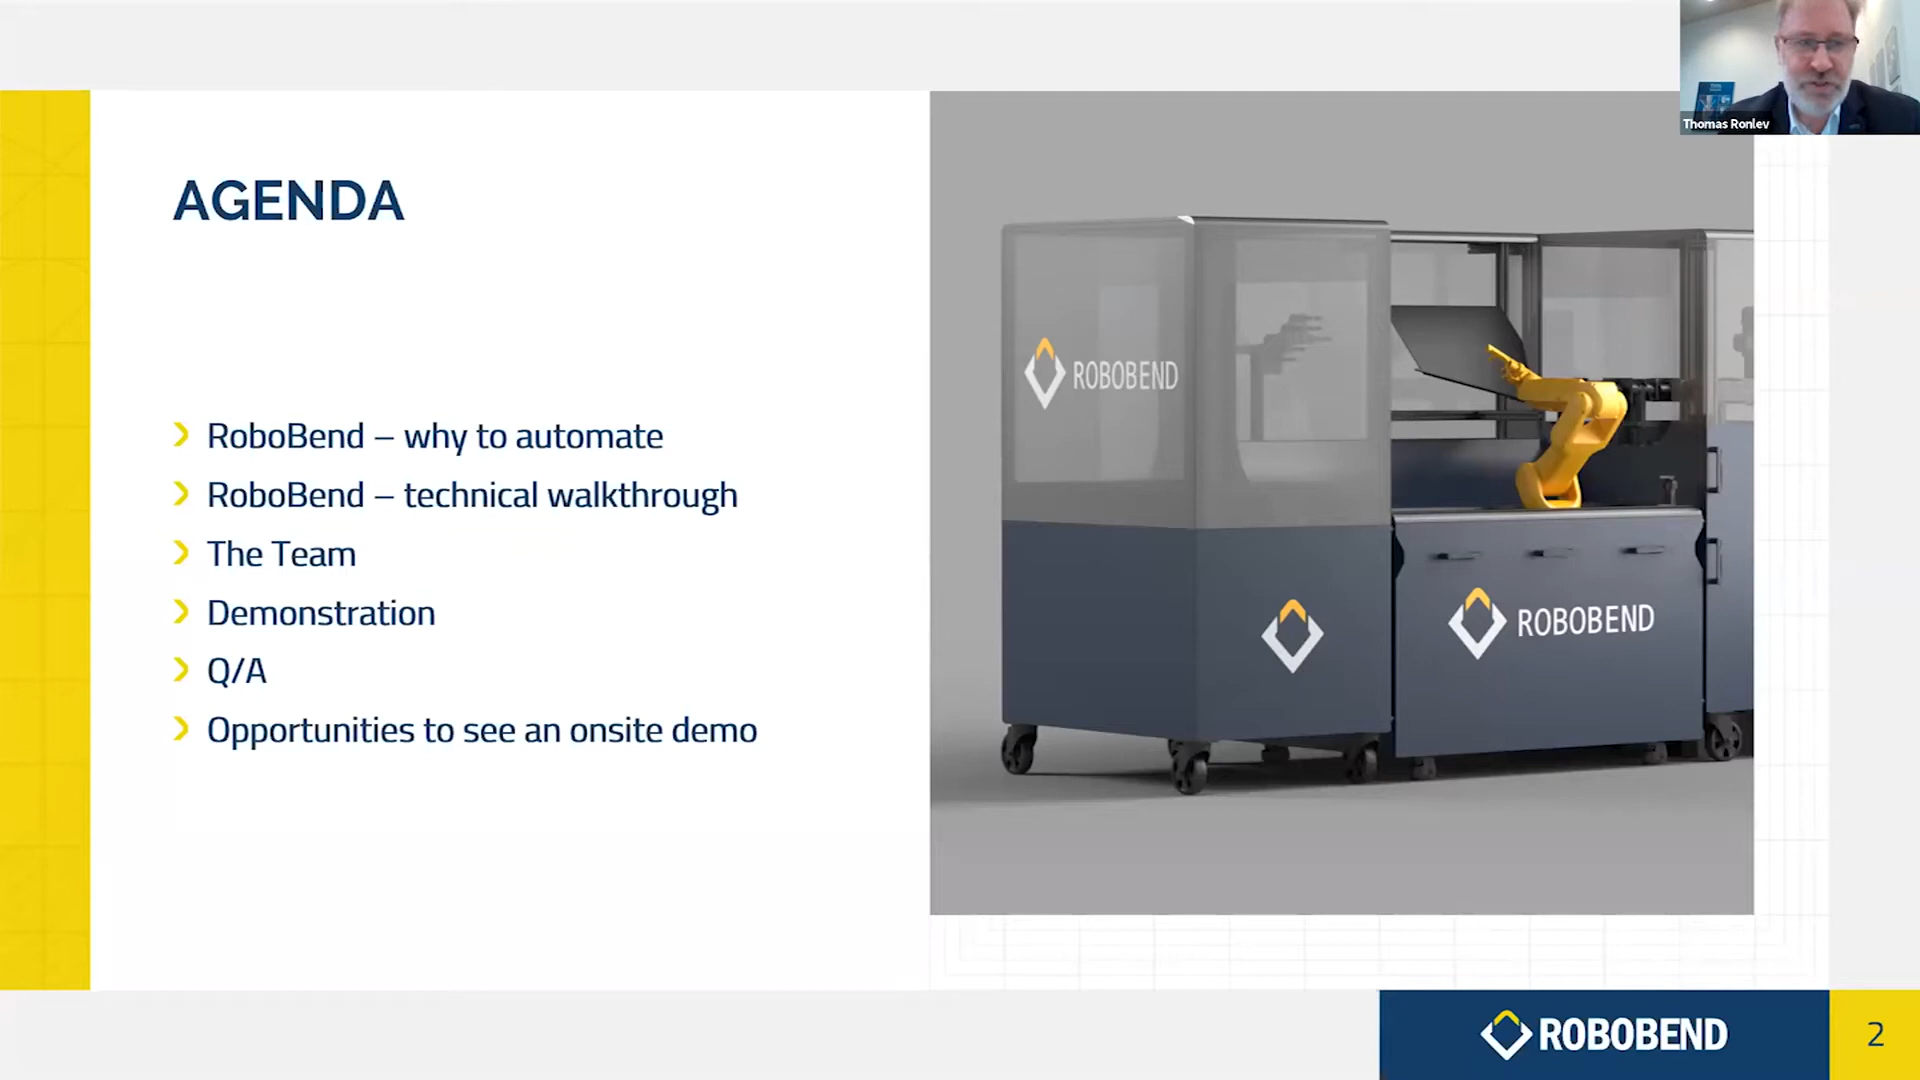 Thomas Ronlev
AGENDA
RoboBend – why to automate
RoboBend – technical walkthrough
The Team
Demonstration
Q/A
Opportunities to see an onsite demo
ROBOBEND
ROBOBEND
ROBOBEND
2